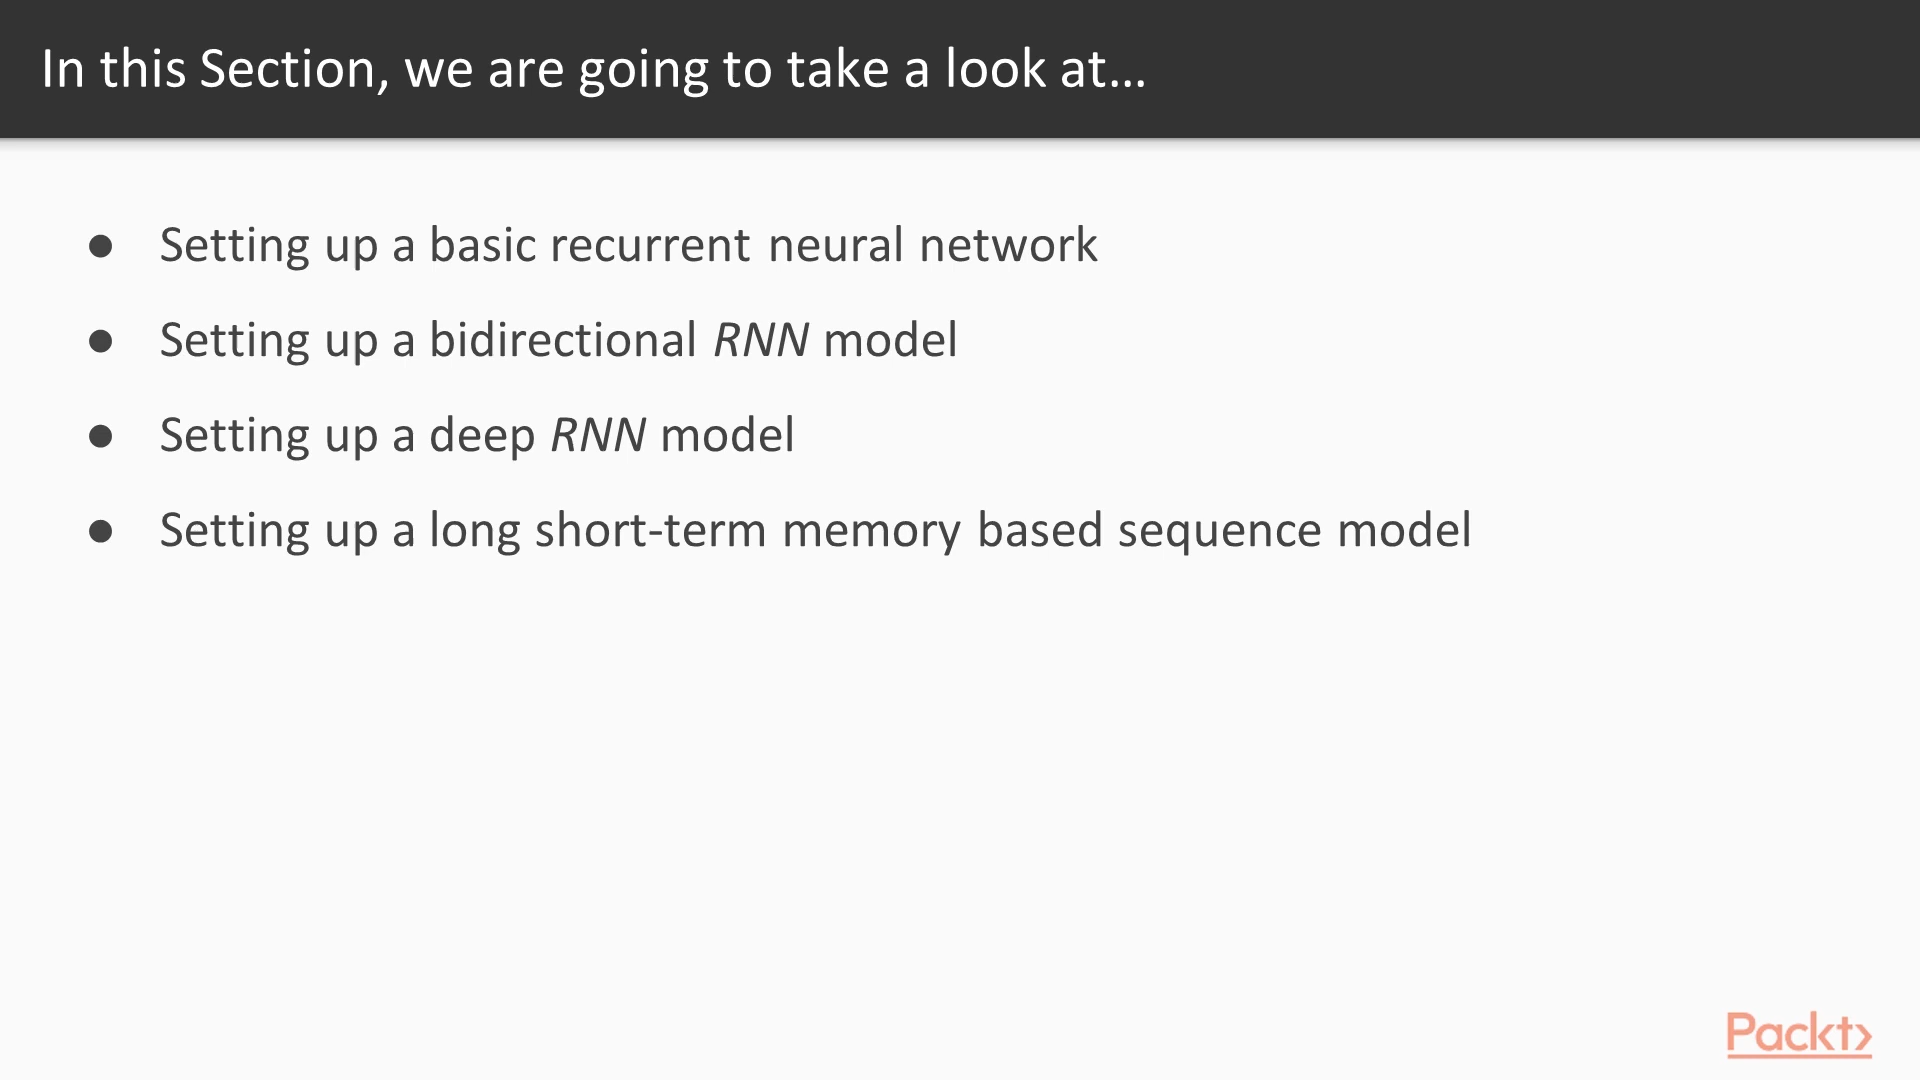 In this Section, we are going to take a look at…
● Setting up a basic recurrent neural network
● Setting up a bidirectional RNN model
● Setting up a deep RNN model
● Setting up a long short-term memory based sequence model
Packt>